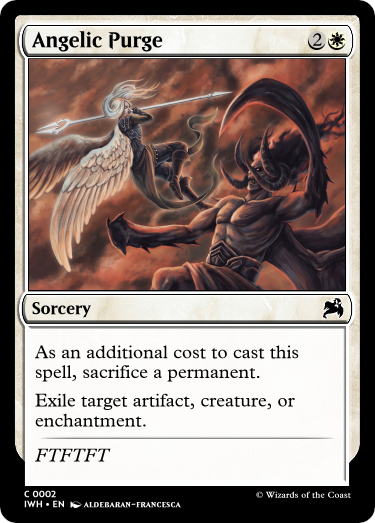 Angelic Purge 2
Sorcery
As an additional cost to cast this
spell, sacrifice a permanent.
Exile target artifact, creature, or
enchantment.
FTFTFT
C 0002
IWH • EN ALDEBARAN-FRANCESCA
© Wizards of the Coast